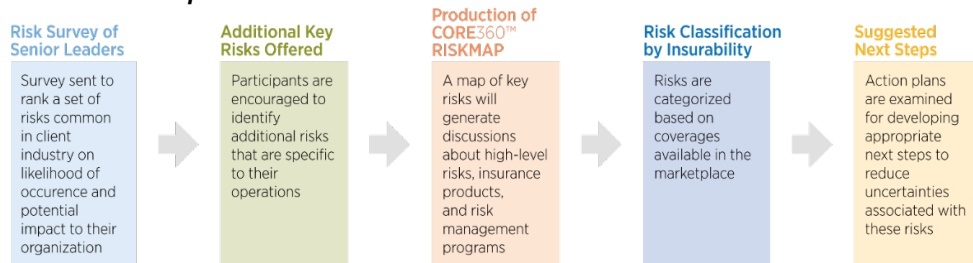 Risk Survey of
Senior Leaders
Survey sent to
rank a set of
risks common
in client
industry on
likelihood of
occurence and
potential
impact to their
organization
Additional Key
Risks Offered
Participants are
encouraged to
identify
additional risks
that are specific
to their
operations
Production of
CORE360™
RISKMAP
A map of key
risks will
generate
discussions
about high-level
risks, insurance
products,
and risk
management
programs
Risk Classification
by Insurability
Risks are
categorized
based on
coverages
available in the
marketplace
Suggested
Next Steps
Action plans
are examined
for developing
appropriate
next steps to
reduce
uncertainties
associated with
these risks